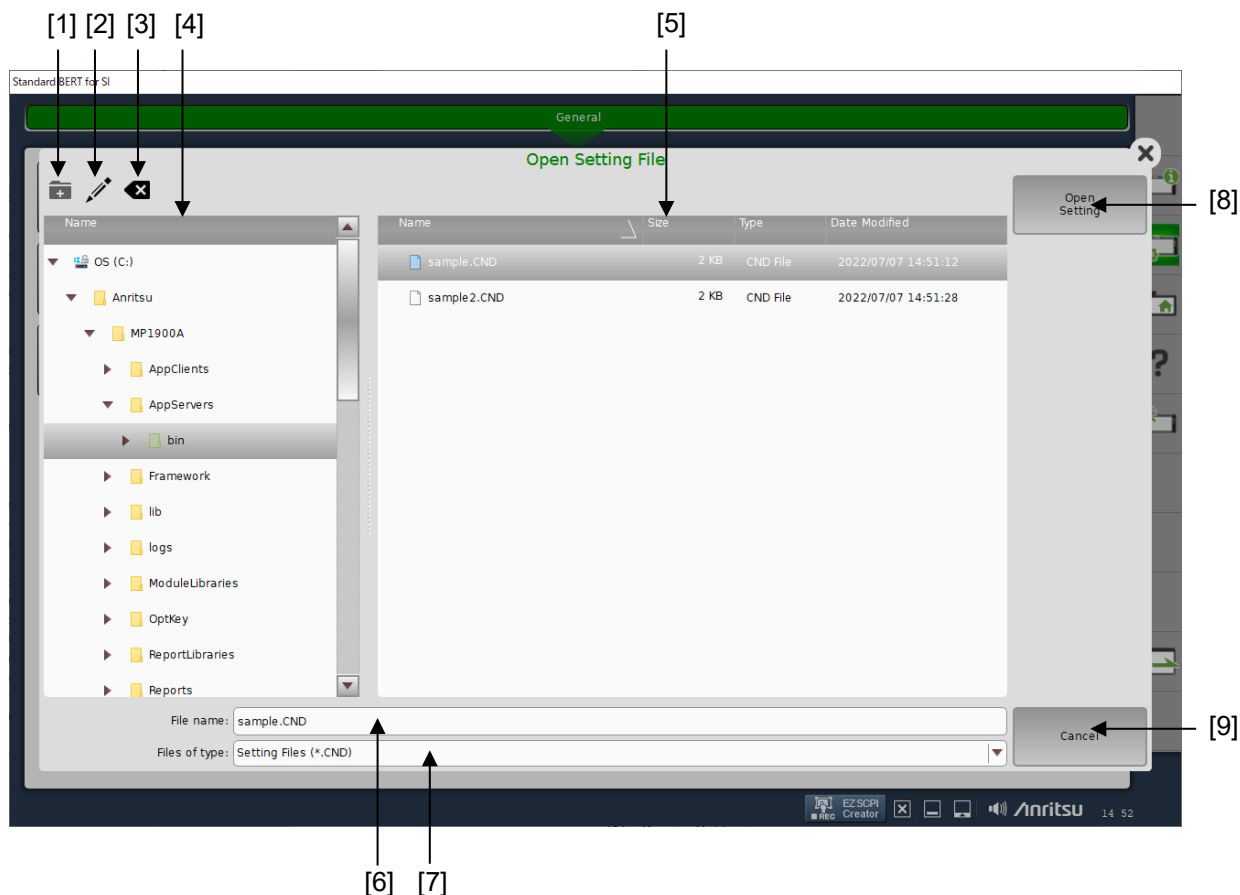 [1] [2] [3] [4] [5]
Standard BERT for SI
General
Open Setting File
Open Setting
[8]
Name
Name Size Type Date Modified
OS (C:)
sample.CND 2 KB CND File 2022/07/07 14:51:12
Anritsu
sample2.CND 2 KB CND File 2022/07/07 14:51:28
MP1900A
AppClients
AppServers
bin
Framework
lib
logs
ModuleLibraries
OptKey
ReportLibraries
Reports
File name: sample.CND
Files of type: Setting Files (*.CND)
Cancel
[9]
REC EZ SCPI Creator Anritsu 14 52
[6] [7]